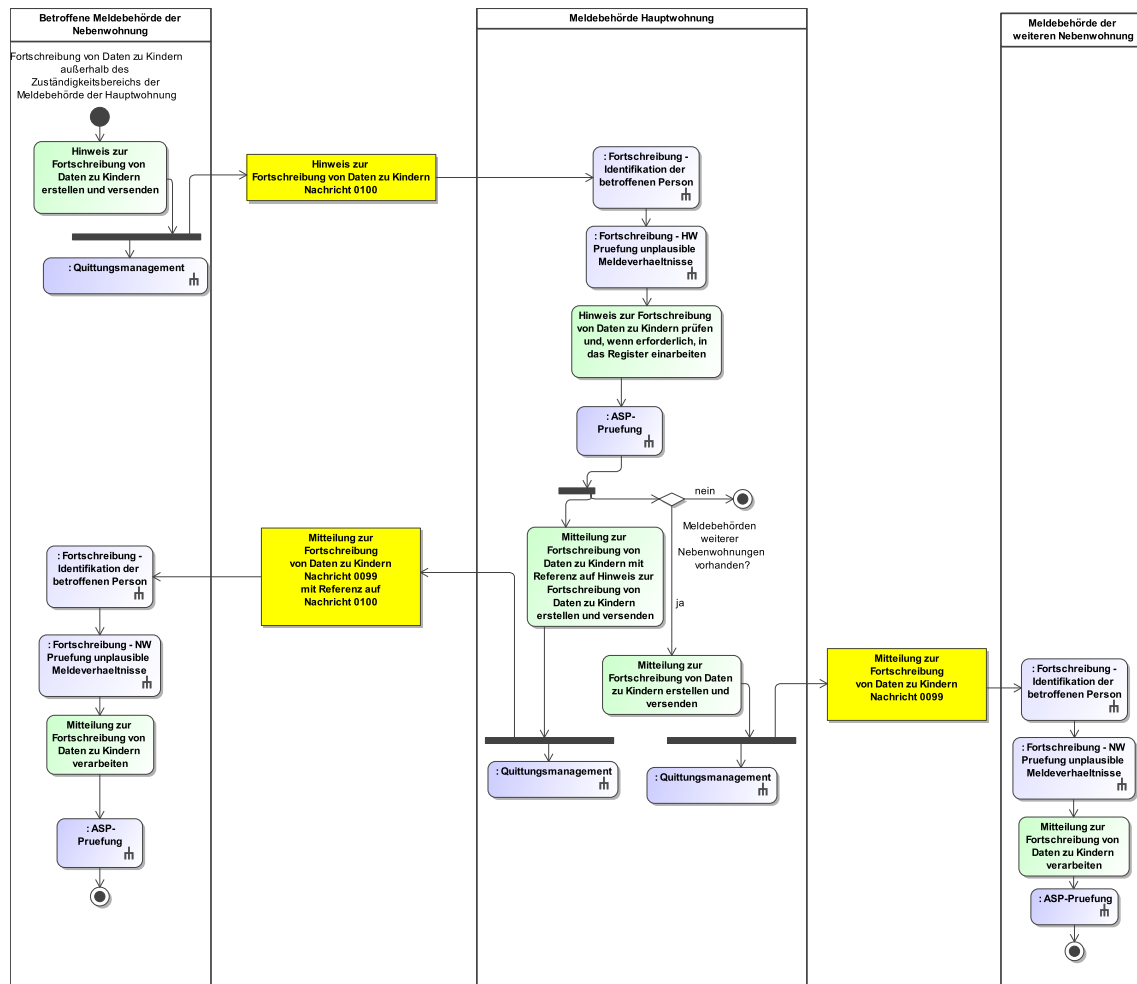 Betroffene Meldebehörde der
Nebenwohnung
Meldebehörde Hauptwohnung
Meldebehörde der
weiteren Nebenwohnung
Fortschreibung von Daten zu Kindern
außerhalb des
Zuständigkeitsbereichs der
Meldebehörde der Hauptwohnung
Hinweis zur
Fortschreibung von
Daten zu Kindern
erstellen und versenden
: Quittungsmanagement
Hinweis zur
Fortschreibung von Daten zu Kindern
Nachricht 0100
: Fortschreibung -
Identifikation der
betroffenen Person
: Fortschreibung - HW
Pruefung unplausible
Meldeverhaeltnisse
Hinweis zur Fortschreibung
von Daten zu Kindern prüfen
und, wenn erforderlich, in
das Register einarbeiten
: ASP-
Pruefung
nein
Meldebehörden
weiterer
Nebenwohnungen
vorhanden?
ja
Mitteilung zur
Fortschreibung von
Daten zu Kindern mit
Referenz auf Hinweis zur
Fortschreibung von
Daten zu Kindern
erstellen und versenden
Mitteilung zur
Fortschreibung von Daten
zu Kindern erstellen und
versenden
: Quittungsmanagement
: Quittungsmanagement
Mitteilung zur
Fortschreibung
von Daten zu Kindern
Nachricht 0099
mit Referenz auf
Nachricht 0100
: Fortschreibung -
Identifikation der
betroffenen Person
: Fortschreibung - NW
Pruefung unplausible
Meldeverhaeltnisse
Mitteilung zur
Fortschreibung von
Daten zu Kindern
verarbeiten
: ASP-
Pruefung
Mitteilung zur
Fortschreibung
von Daten zu Kindern
Nachricht 0099
: Fortschreibung -
Identifikation der
betroffenen Person
: Fortschreibung - NW
Pruefung unplausible
Meldeverhaeltnisse
Mitteilung zur
Fortschreibung von
Daten zu Kindern
verarbeiten
: ASP-Pruefung